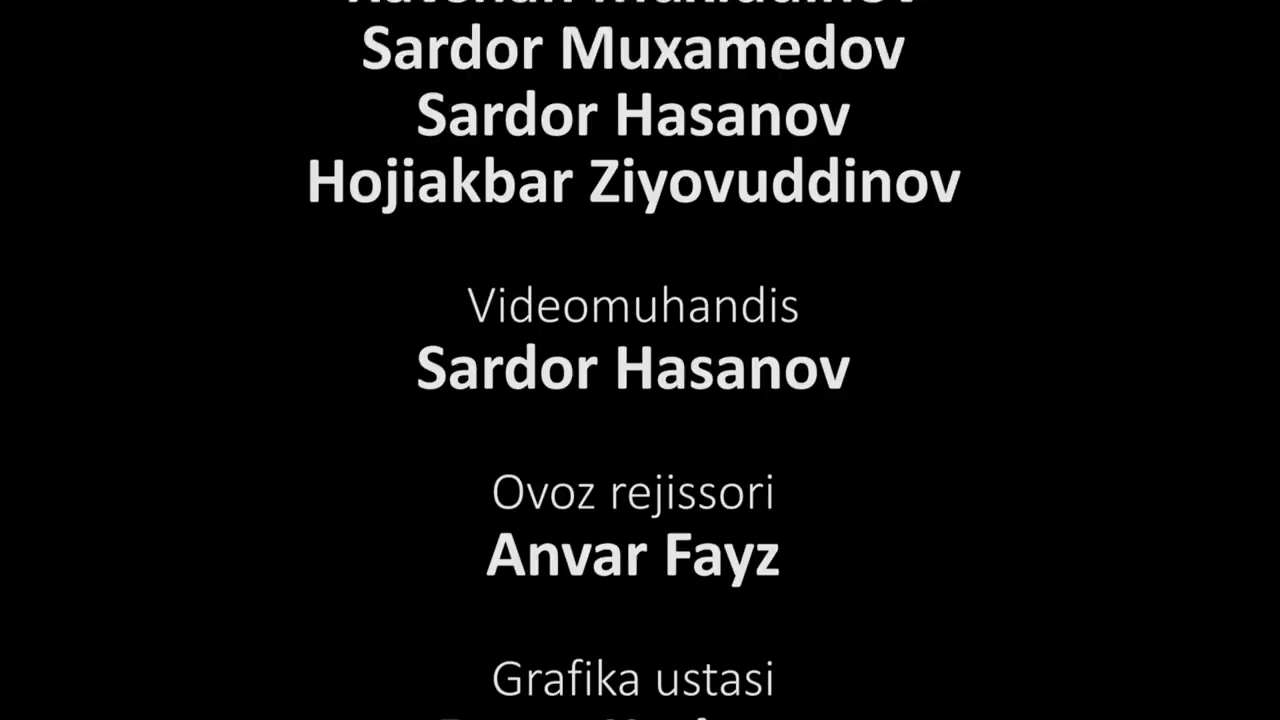 Sardor Muxamedov
Sardor Hasanov
Hojiakbar Ziyovuddinov
Videomuhandis
Sardor Hasanov
Ovoz rejissori
Anvar Fayz
Grafika ustasi